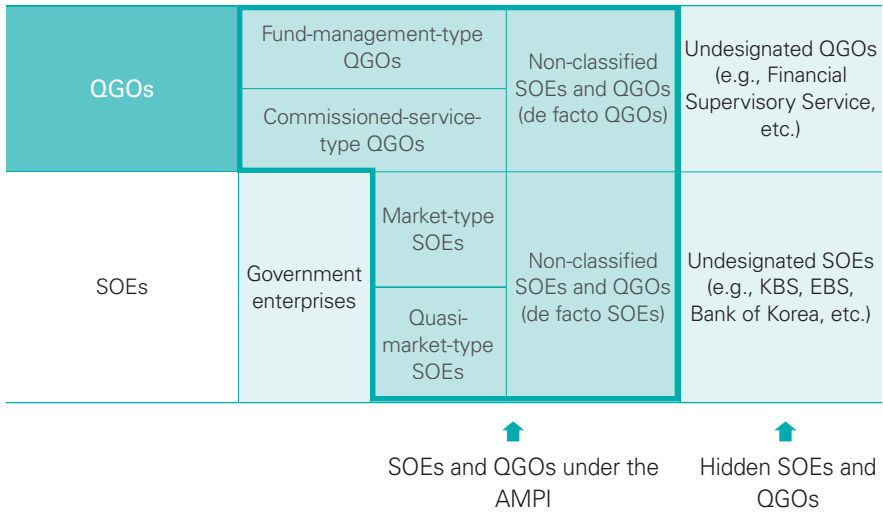 QGOs
Fund-management-type
QGOs
Commissioned-service-
type QGOs
Non-classified
SOEs and QGOs
(de facto QGOs)
Undesignated QGOs
(e.g., Financial
Supervisory Service,
etc.)
SOEs
Government
enterprises
Market-type
SOEs
Quasi-
market-type
SOEs
Non-classified
SOEs and QGOs
(de facto SOEs)
Undesignated SOEs
(e.g., KBS, EBS,
Bank of Korea, etc.)
SOEs and QGOs under the
AMPI
Hidden SOEs and
QGOs